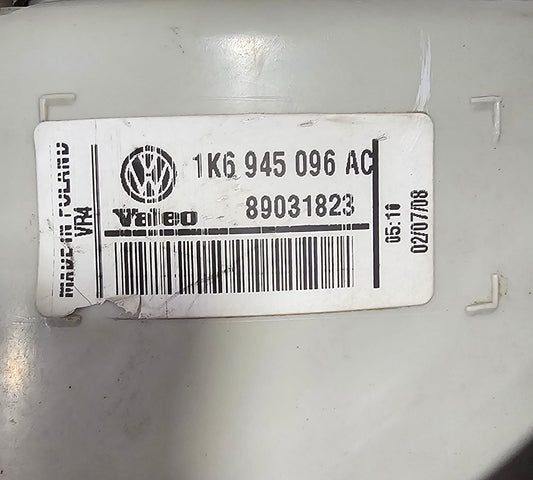 MADE IN POLAND
VR4
1K6 945 096 AC
Valeo
89031823
05:10
02/07/08